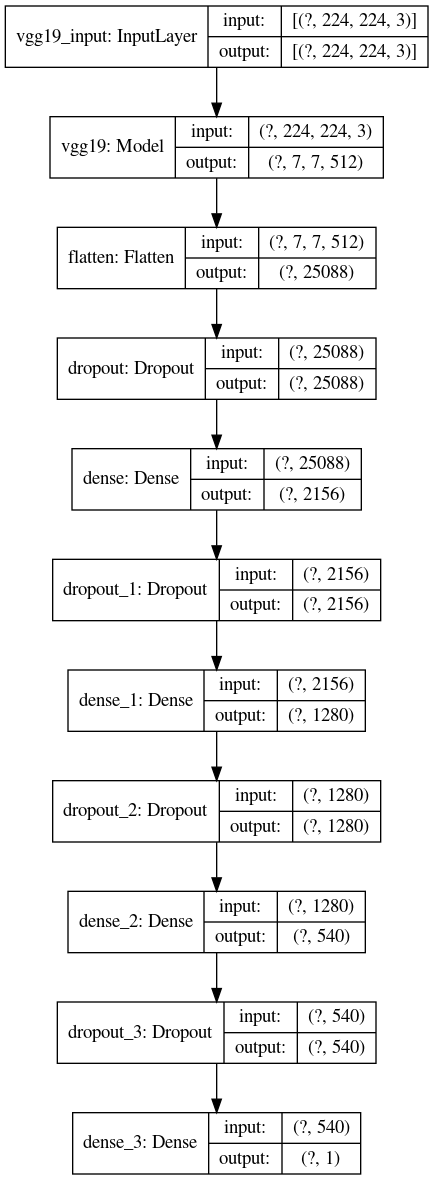 vgg19_input: InputLayer
input: [(?, 224, 224, 3)]
output: [(?, 224, 224, 3)]
vgg19: Model
input: (?, 224, 224, 3)
output: (?, 7, 7, 512)
flatten: Flatten
input: (?, 7, 7, 512)
output: (?, 25088)
dropout: Dropout
input: (?, 25088)
output: (?, 25088)
dense: Dense
input: (?, 25088)
output: (?, 2156)
dropout_1: Dropout
input: (?, 2156)
output: (?, 2156)
dense_1: Dense
input: (?, 2156)
output: (?, 1280)
dropout_2: Dropout
input: (?, 1280)
output: (?, 1280)
dense_2: Dense
input: (?, 1280)
output: (?, 540)
dropout_3: Dropout
input: (?, 540)
output: (?, 540)
dense_3: Dense
input: (?, 540)
output: (?, 1)